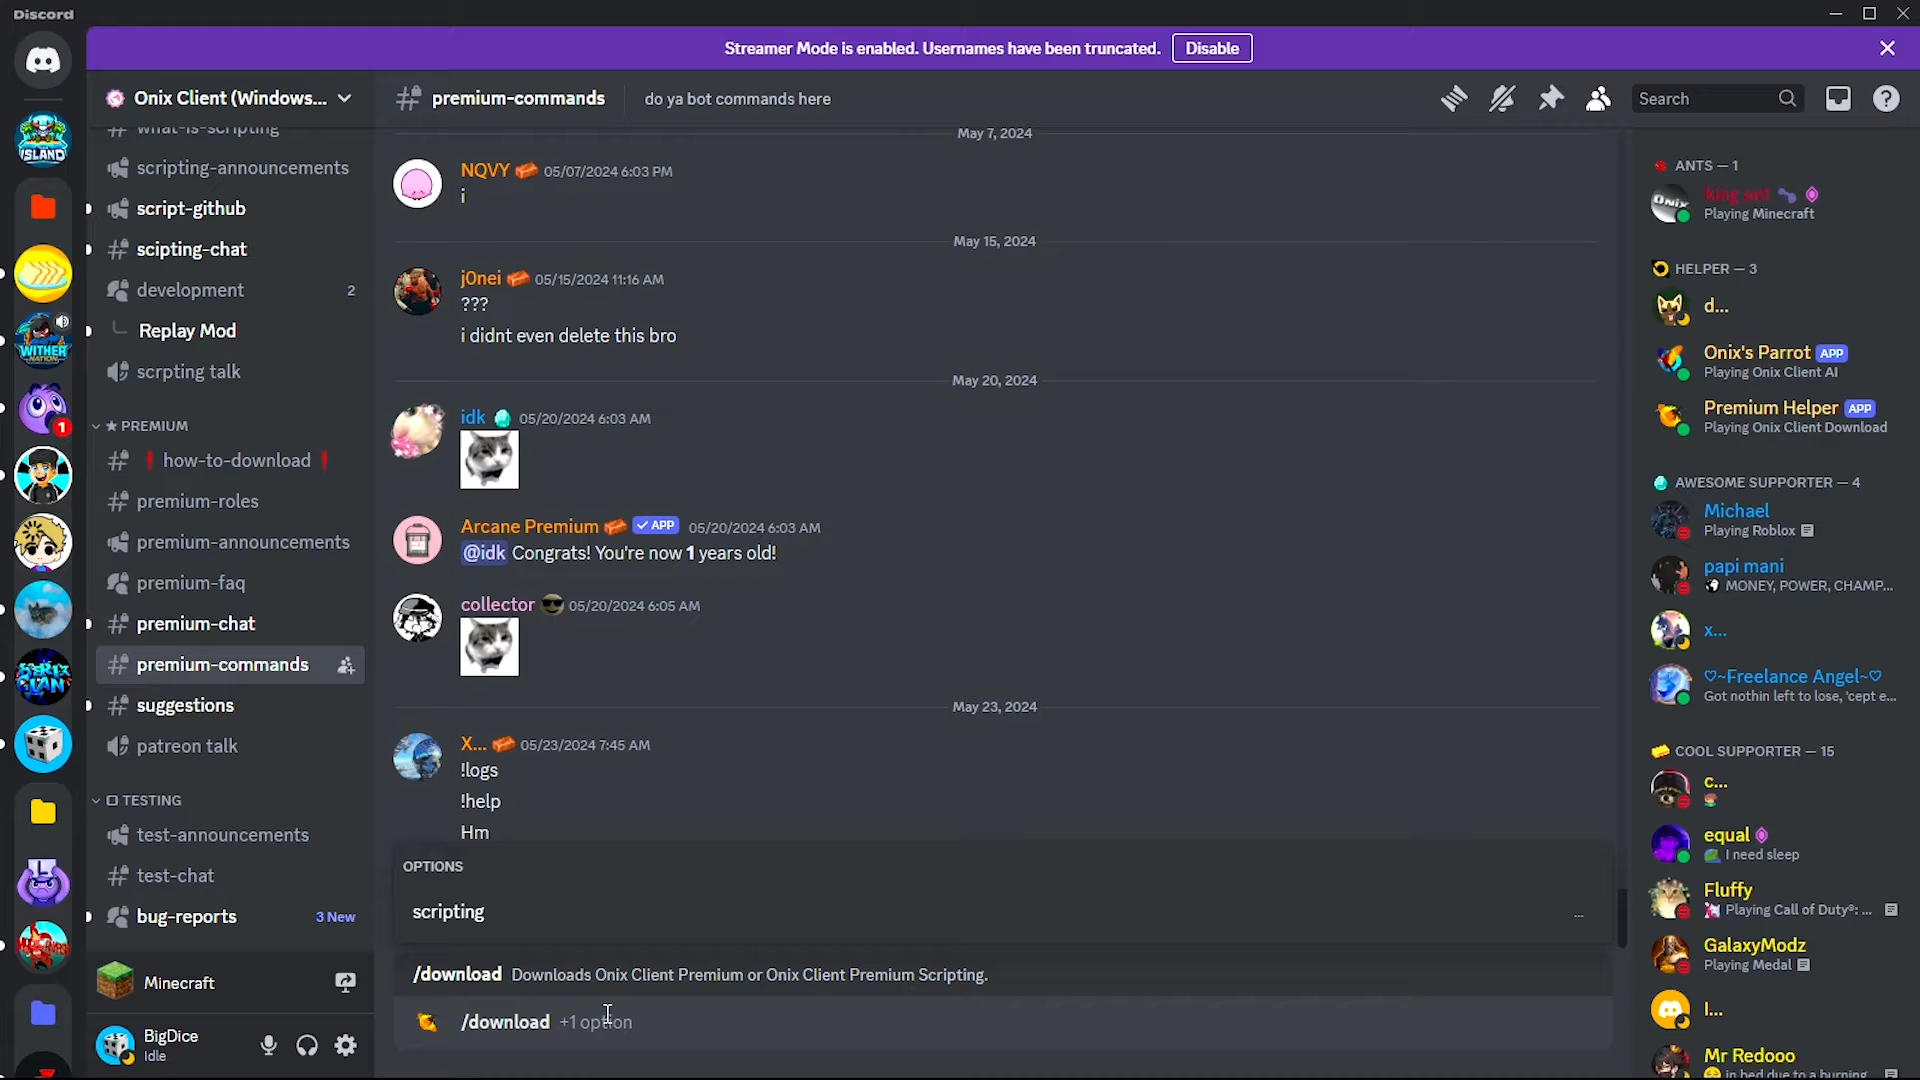 Discord
Streamer Mode is enabled. Usernames have been truncated.
Disable
ISLAND
WITHER
NATION
1
Onix Client (Windows...
what-is-scripting
scripting-announcements
script-github
scipting-chat
development 2
Replay Mod
scrpting talk
★ PREMIUM
❗ how-to-download ❗
premium-roles
premium-announcements
premium-faq
premium-chat
premium-commands
suggestions
patreon talk
TESTING
test-announcements
test-chat
bug-reports 3 New
Minecraft
BigDice
Idle
premium-commands
do ya bot commands here
Search
May 7, 2024
NQVY 05/07/2024 6:03 PM
i
May 15, 2024
j0nei 05/15/2024 11:16 AM
???
i didnt even delete this bro
May 20, 2024
idk 05/20/2024 6:03 AM
Arcane Premium ✓ APP 05/20/2024 6:03 AM
@idk Congrats! You're now 1 years old!
collector 05/20/2024 6:05 AM
May 23, 2024
X... 05/23/2024 7:45 AM
!logs
!help
Hm
OPTIONS
scripting ...
/download Downloads Onix Client Premium or Onix Client Premium Scripting.
/download +1 option
ANTS — 1
king ant
Playing Minecraft
HELPER — 3
d...
Onix's Parrot APP
Playing Onix Client AI
Premium Helper APP
Playing Onix Client Download
AWESOME SUPPORTER — 4
Michael
Playing Roblox
papi mani
MONEY, POWER, CHAMP...
x...
♡~Freelance Angel~♡
Got nothin left to lose, 'cept e...
COOL SUPPORTER — 15
c...
equal
I need sleep
Fluffy
Playing Call of Duty®: ...
GalaxyModz
Playing Medal
I...
Mr Redooo
in bed due to a burning